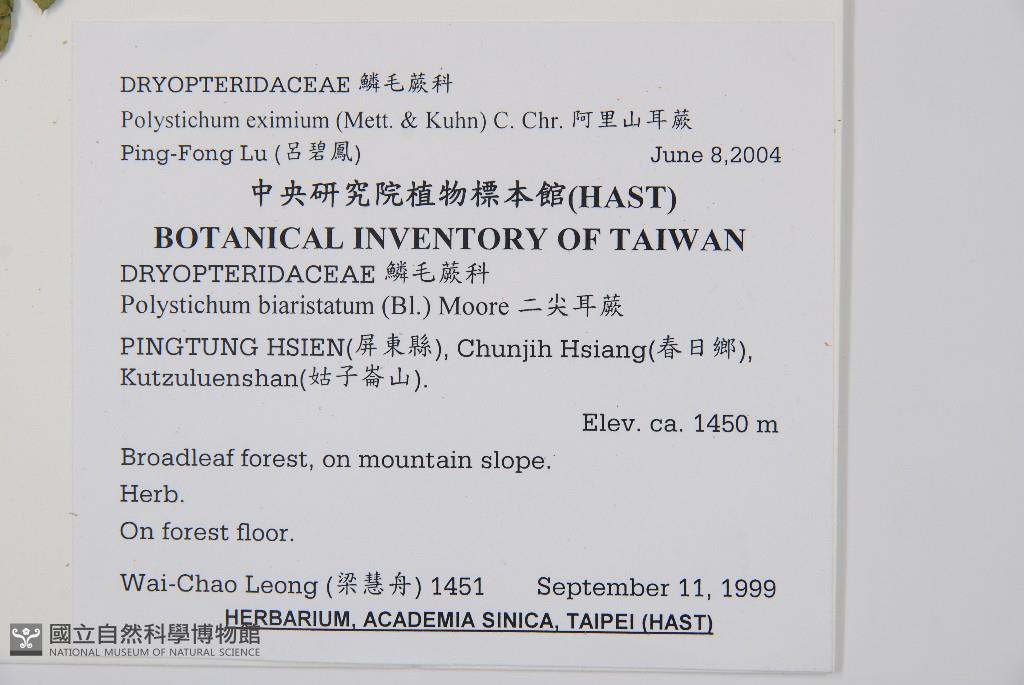 DRYOPTERIDACEAE 鱗毛蕨科
Polystichum eximium (Mett. & Kuhn) C. Chr. 阿里山耳蕨
Ping-Fong Lu (呂碧鳳) June 8,2004
中央研究院植物標本館(HAST)
BOTANICAL INVENTORY OF TAIWAN
DRYOPTERIDACEAE 鱗毛蕨科
Polystichum biaristatum (Bl.) Moore 二尖耳蕨
PINGTUNG HSIEN(屏東縣), Chunjih Hsiang(春日鄉),
Kutzuluenshan(姑子崙山).
Elev. ca. 1450 m
Broadleaf forest, on mountain slope.
Herb.
On forest floor.
Wai-Chao Leong (梁慧舟) 1451 September 11, 1999
HERBARIUM, ACADEMIA SINICA, TAIPEI (HAST)
國立自然科學博物館
NATIONAL MUSEUM OF NATURAL SCIENCE